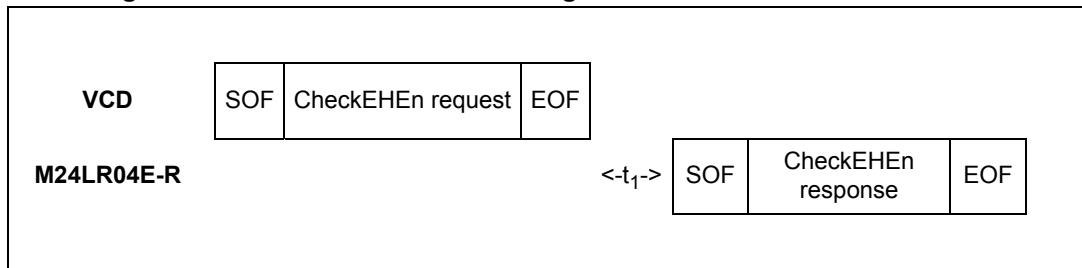 VCD SOF CheckEHEn request EOF
M24LR04E-R <-t1-> SOF CheckEHEn response EOF